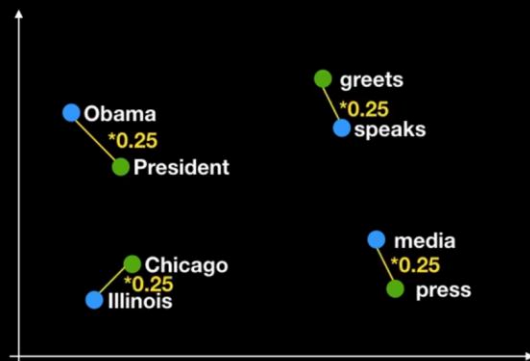 greets
*0.25
speaks
Obama
*0.25
President
Chicago
*0.25
Illinois
media
*0.25
press